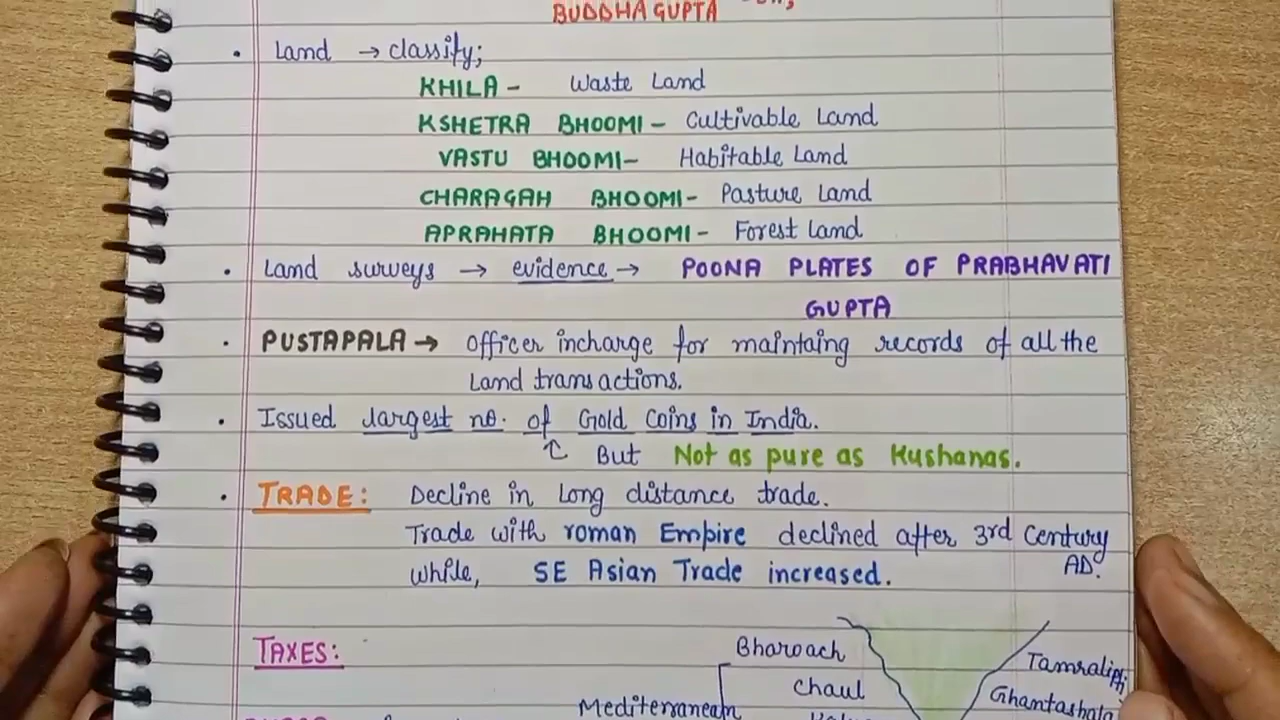 BUDDHAGUPTA
• Land → classify;
KHILA - Waste Land
KSHETRA BHOOMI - Cultivable Land
VASTU BHOOMI - Habitable Land
CHARAGAH BHOOMI - Pasture Land
APRAHATA BHOOMI - Forest Land
• Land surveys → evidence → POONA PLATES OF PRABHAVATI
GUPTA
• PUSTAPALA → Officer incharge for maintaing records of all the
Land transactions.
• Issued largest no. of Gold Coins in India.
↑ But Not as pure as Kushanas.
• TRADE: Decline in Long distance trade.
Trade with roman Empire declined after 3rd Century
AD.
while, SE Asian Trade increased.
TAXES:
Bharoach
Tamralipti
Chaul
Ghantashala
Mediterranean